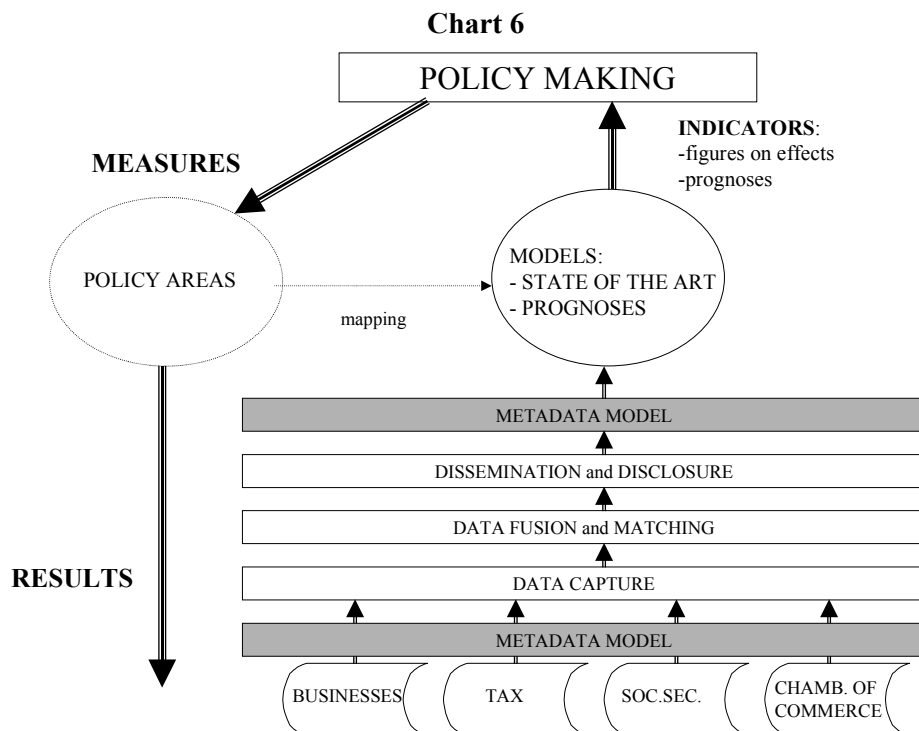 Chart 6
POLICY MAKING
INDICATORS:
-figures on effects
-prognoses
MEASURES
POLICY AREAS
MODELS:
- STATE OF THE ART
- PROGNOSES
mapping
METADATA MODEL
DISSEMINATION and DISCLOSURE
DATA FUSION and MATCHING
RESULTS
DATA CAPTURE
METADATA MODEL
BUSINESSES
TAX
SOC.SEC.
CHAMB. OF
COMMERCE